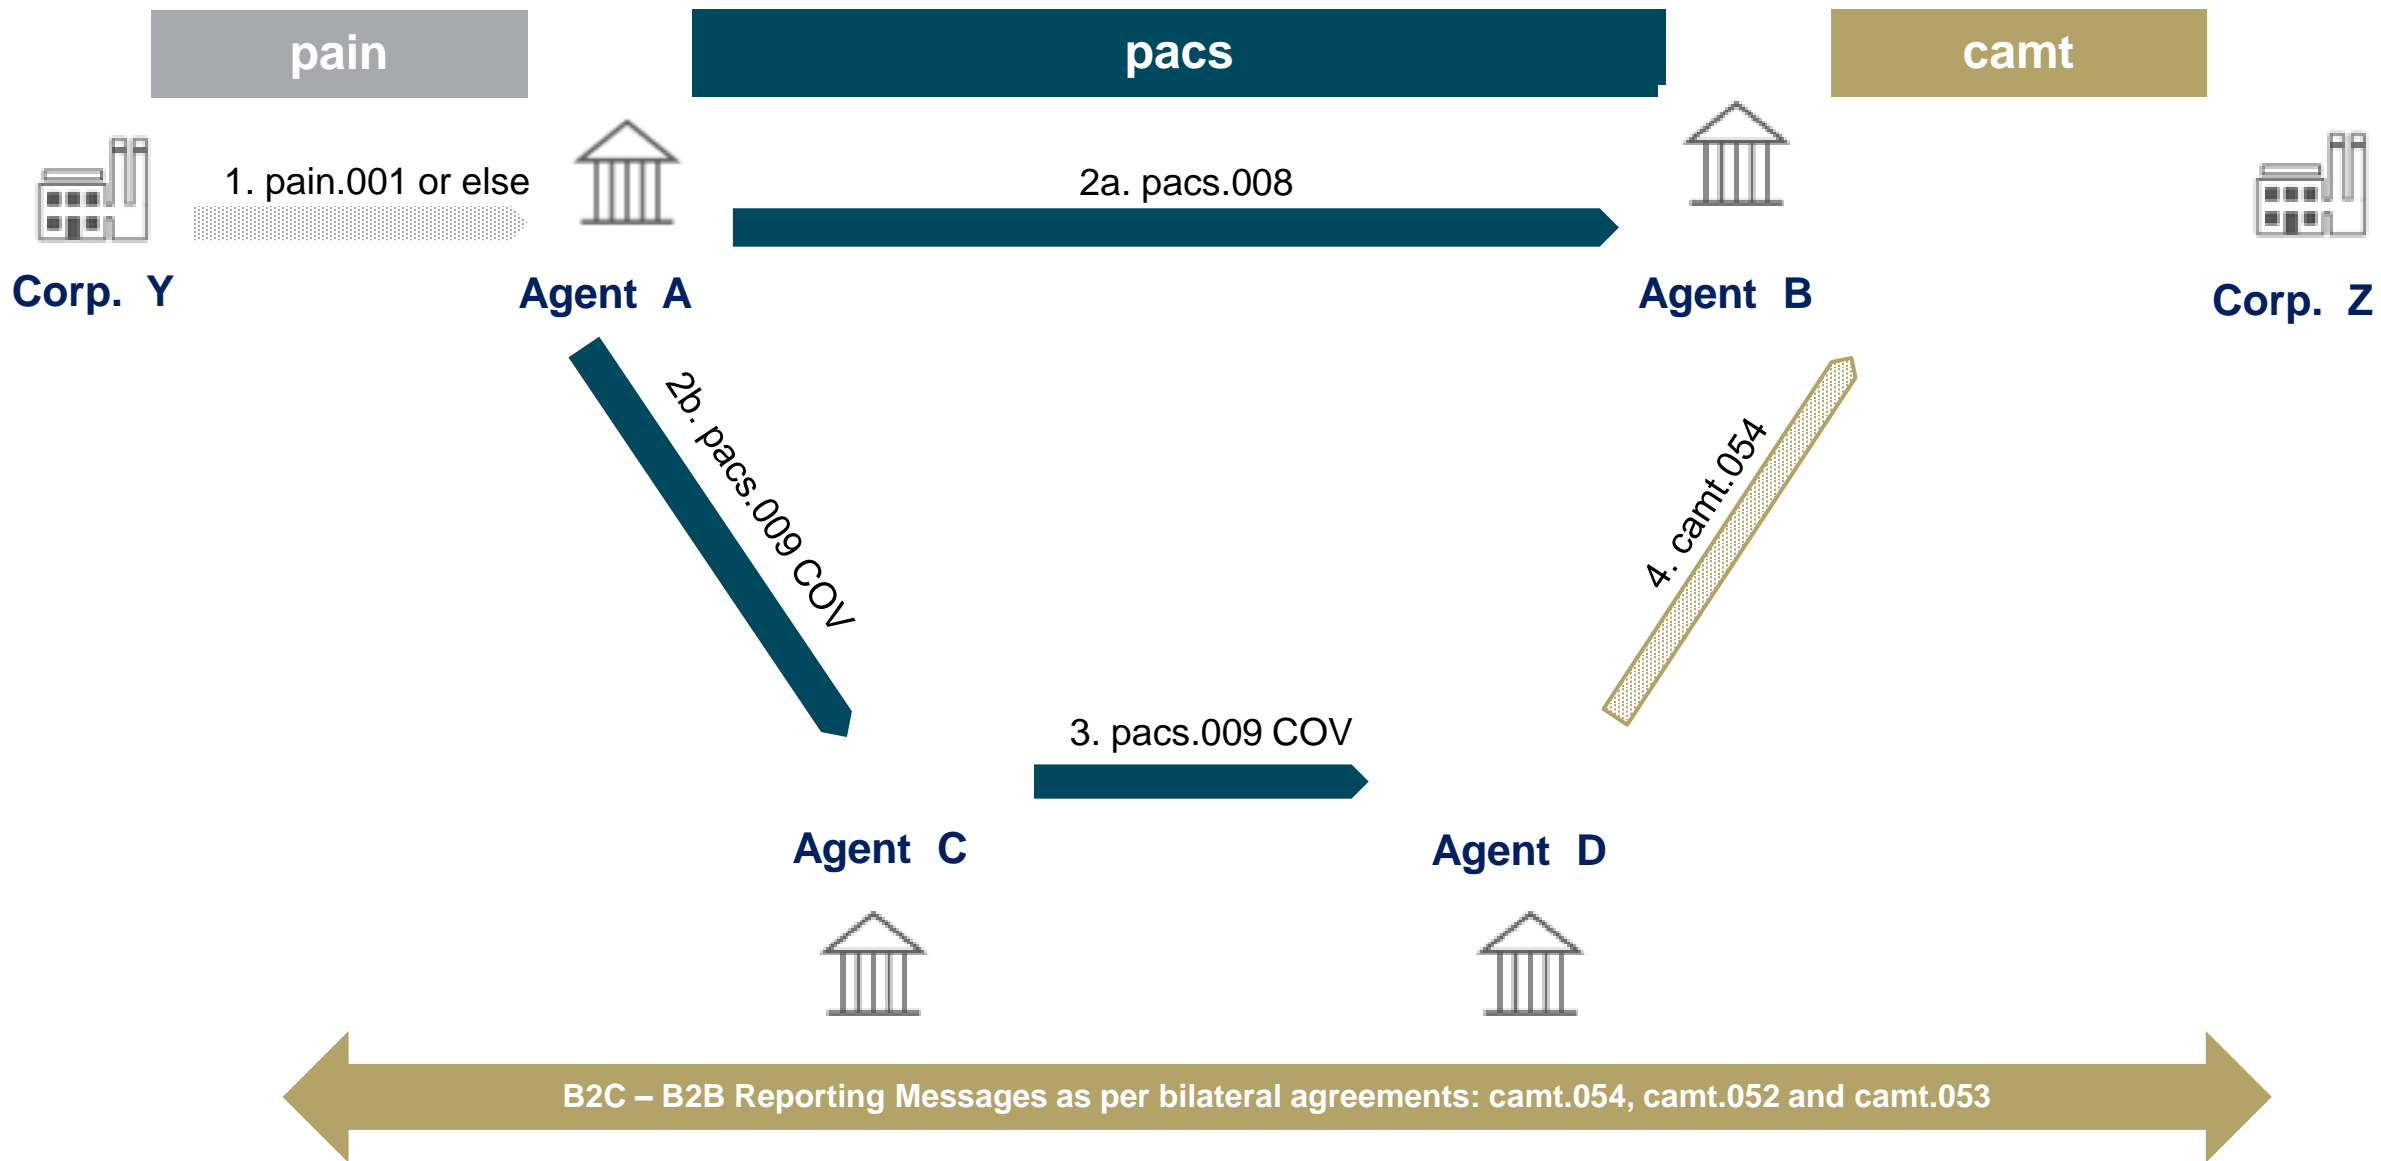 pain
pacs
camt
1. pain.001 or else
2a. pacs.008
Corp. Y
Agent A
Agent B
Corp. Z
2b. pacs.009 COV
4. camt.054
3. pacs.009 COV
Agent C
Agent D
B2C – B2B Reporting Messages as per bilateral agreements: camt.054, camt.052 and camt.053